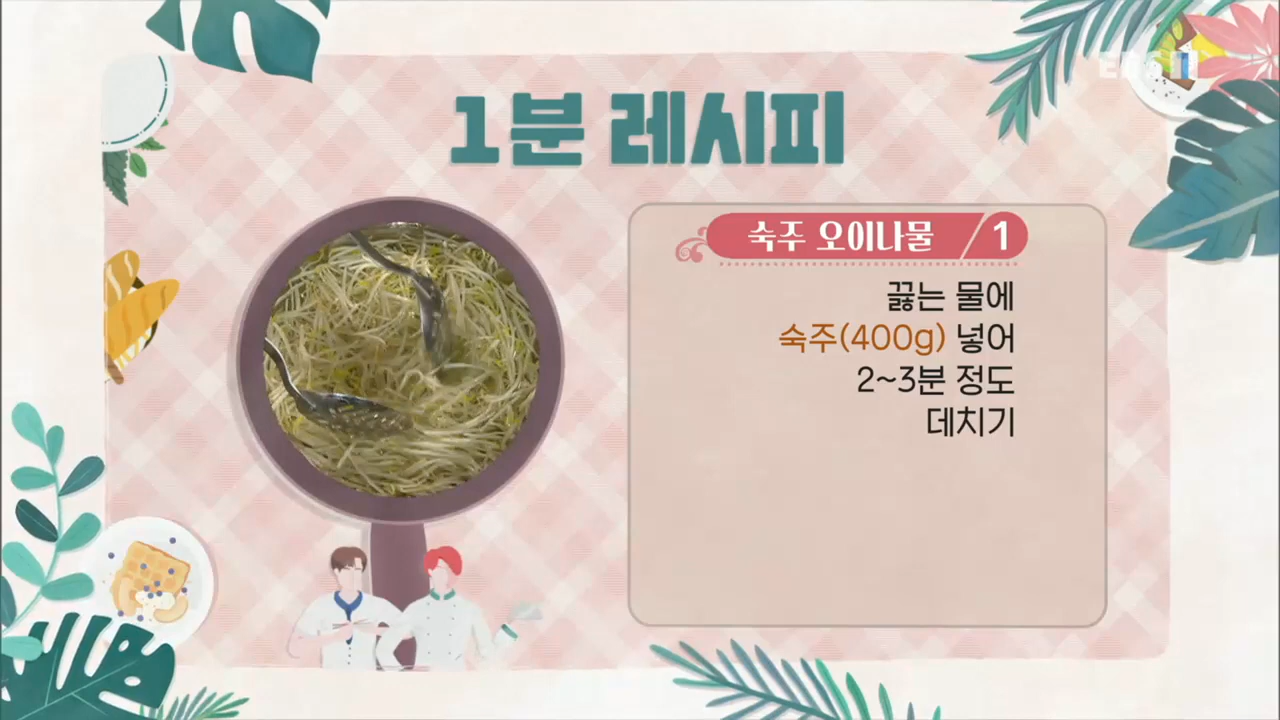 1분 레시피
숙주 오이나물 / 1
끓는 물에
숙주(400g) 넣어
2~3분 정도
데치기